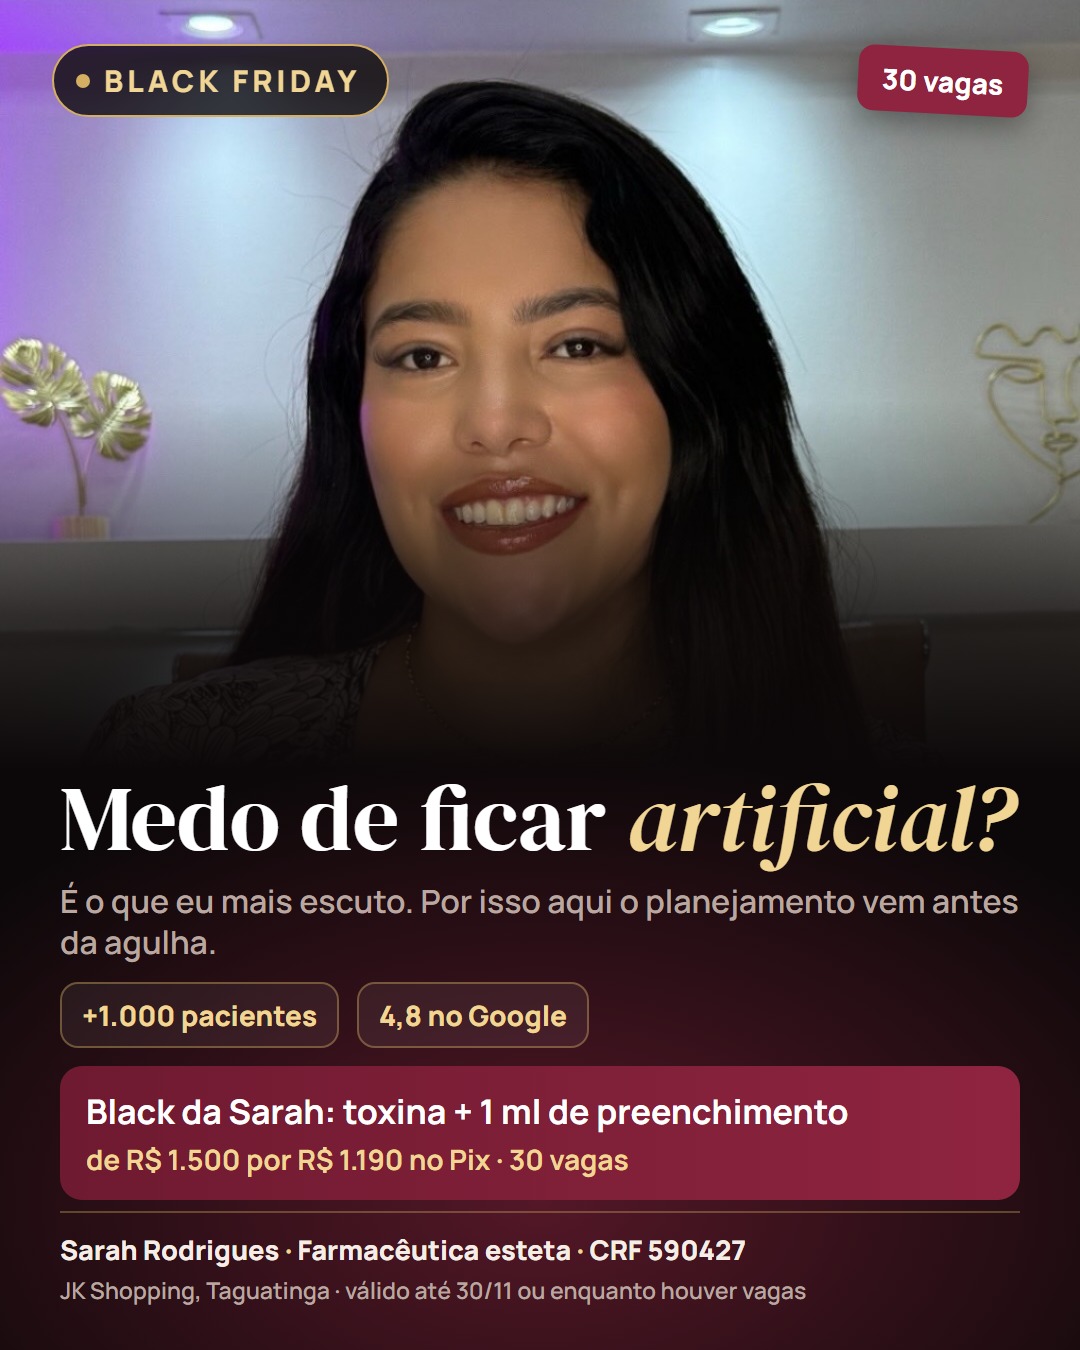 BLACK FRIDAY
30 vagas
Medo de ficar artificial?
É o que eu mais escuto. Por isso aqui o planejamento vem antes
da agulha.
+1.000 pacientes
4,8 no Google
Black da Sarah: toxina + 1 ml de preenchimento
de R$ 1.500 por R$ 1.190 no Pix · 30 vagas
Sarah Rodrigues · Farmacêutica esteta · CRF 590427
JK Shopping, Taguatinga · válido até 30/11 ou enquanto houver vagas